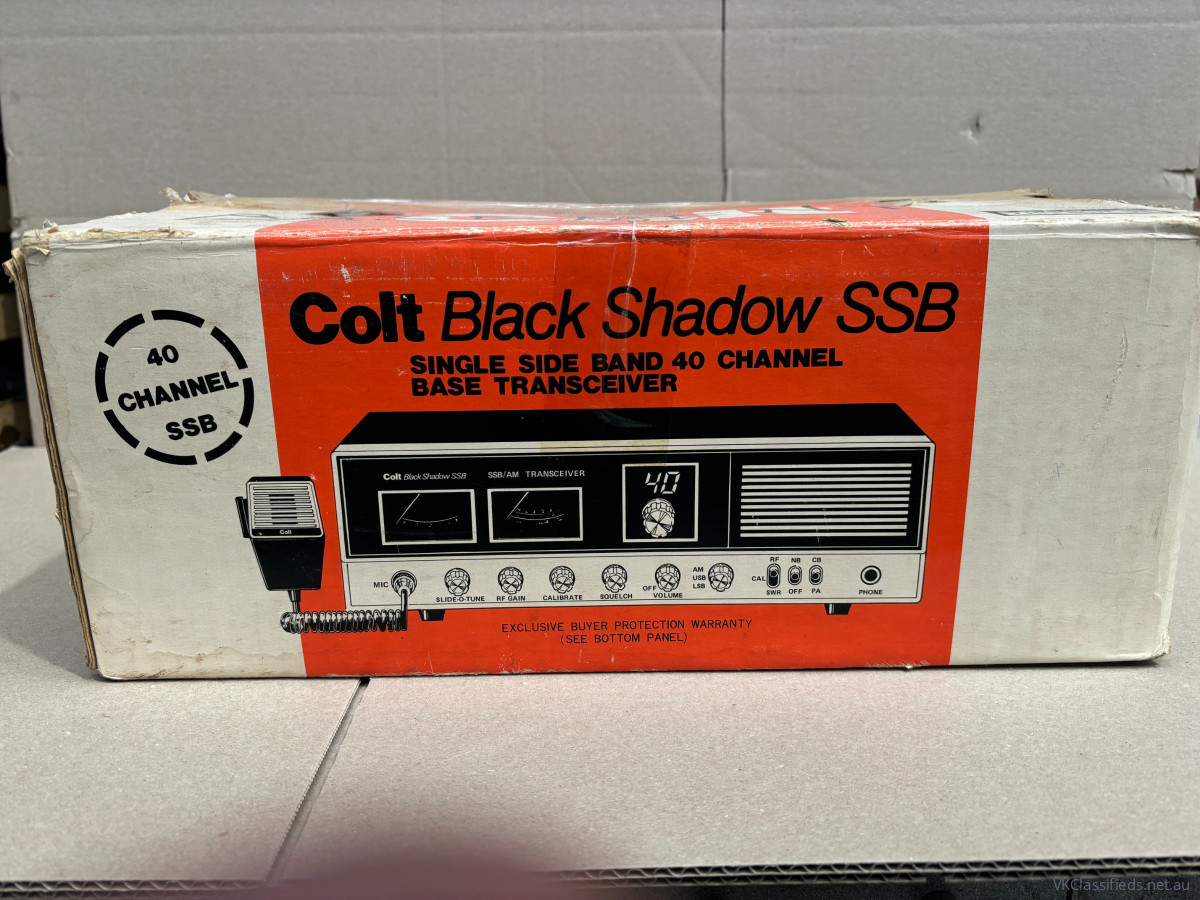 Colt Black Shadow SSB
SINGLE SIDE BAND 40 CHANNEL
BASE TRANSCEIVER
40
CHANNEL
SSB
Colt Black Shadow SSB
SSB/AM TRANSCEIVER
40
Colt
MIC
SLIDE-O-TUNE
RF GAIN
CALIBRATE
SQUELCH
OFF
VOLUME
AM
USB
LSB
CAL
RF
SWR
NB
OFF
CB
PA
PHONE
EXCLUSIVE BUYER PROTECTION WARRANTY
(SEE BOTTOM PANEL)
VKClassifieds.net.au